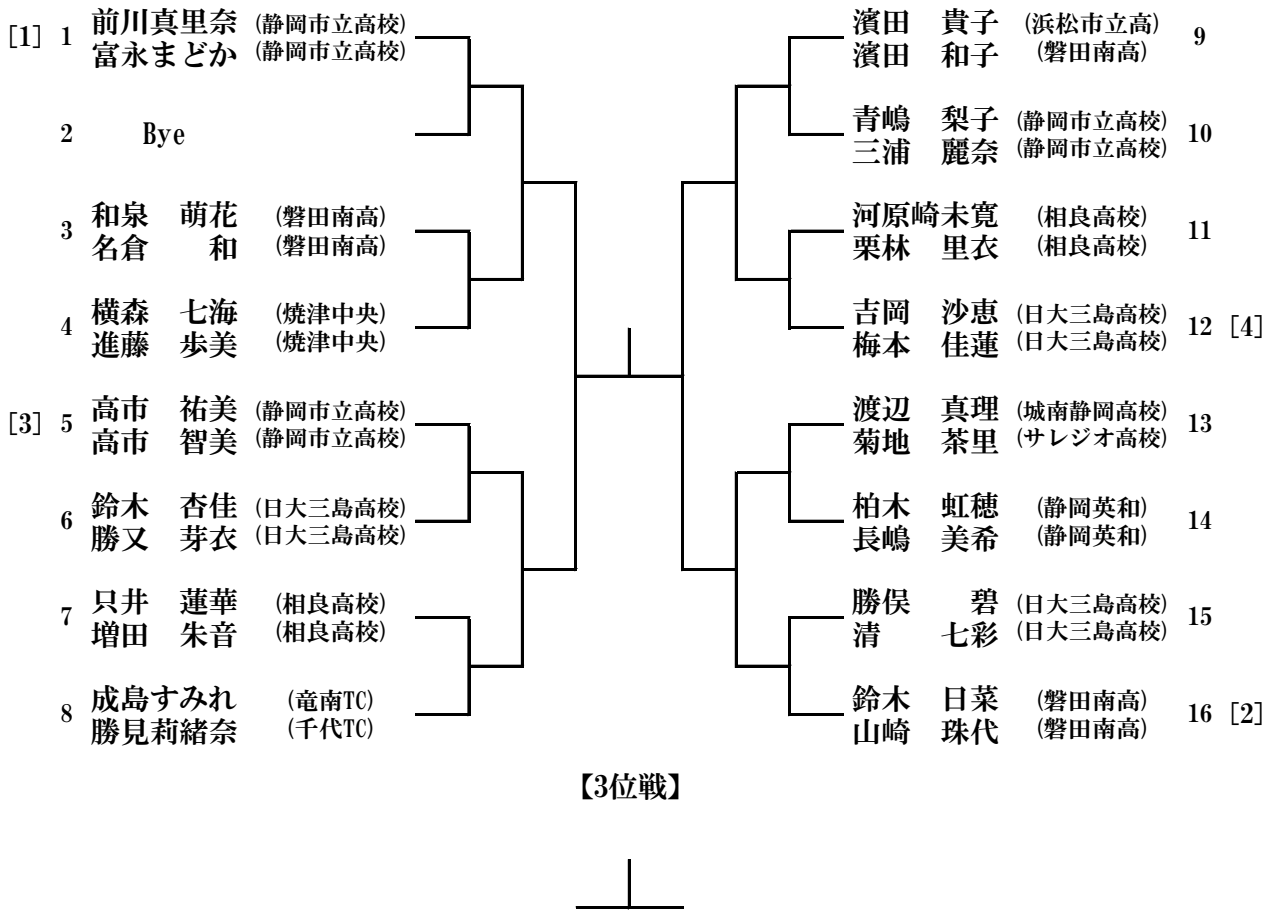 [1] 1 前川真里奈 (静岡市立高校)
富永まどか (静岡市立高校)
2 Bye
3 和泉　萌花 (磐田南高)
名倉　　和 (磐田南高)
4 横森　七海 (焼津中央)
進藤　歩美 (焼津中央)
[3] 5 高市　祐美 (静岡市立高校)
高市　智美 (静岡市立高校)
6 鈴木　杏佳 (日大三島高校)
勝又　芽衣 (日大三島高校)
7 只井　蓮華 (相良高校)
増田　朱音 (相良高校)
8 成島すみれ (竜南TC)
勝見莉緒奈 (千代TC)
濱田　貴子 (浜松市立高) 9
濱田　和子 (磐田南高)
青嶋　梨子 (静岡市立高校) 10
三浦　麗奈 (静岡市立高校)
河原崎未寛 (相良高校) 11
栗林　里衣 (相良高校)
吉岡　沙恵 (日大三島高校) 12 [4]
梅本　佳蓮 (日大三島高校)
渡辺　真理 (城南静岡高校) 13
菊地　茶里 (サレジオ高校)
柏木　虹穂 (静岡英和) 14
長嶋　美希 (静岡英和)
勝俣　　碧 (日大三島高校) 15
清　　七彩 (日大三島高校)
鈴木　日菜 (磐田南高) 16 [2]
山崎　珠代 (磐田南高)
【3位戦】